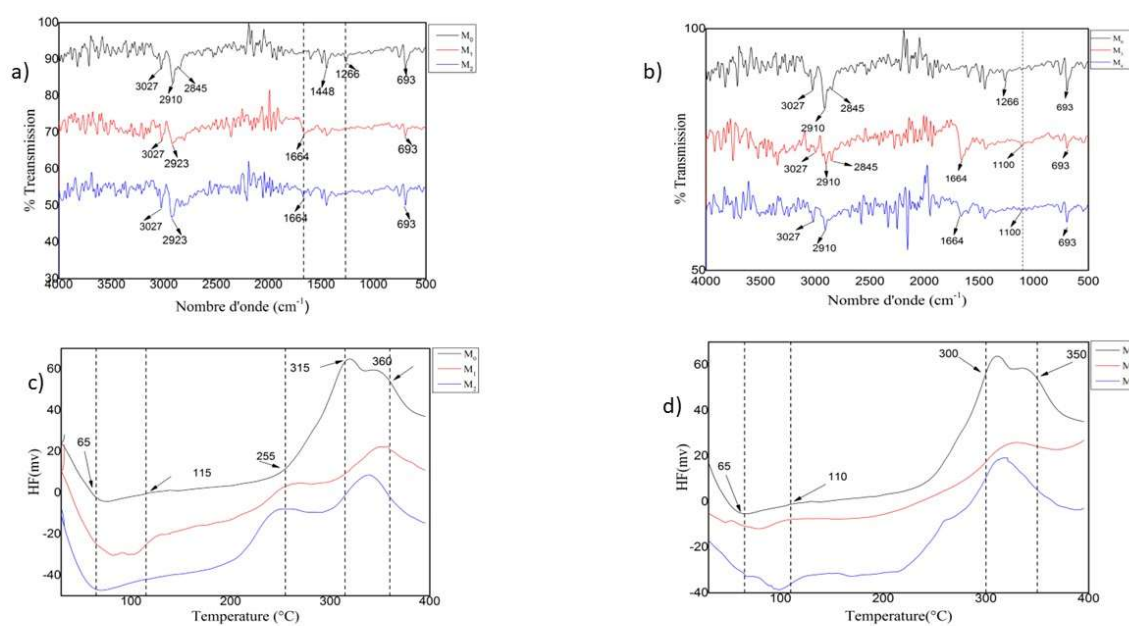 a)
100
90
80
70
60
50
40
30
% Treansmission
M0
M1
M2
3027
2910
2845
1448
1266
693
3027
2923
1664
693
3027
2923
1664
693
4000 3500 3000 2500 2000 1500 1000 500
Nombre d'onde (cm-1)
b)
100
50
% Transmission
3027
2910
2845
1266
693
3027
2910
2845
1664
1100
693
3027
2910
1664
1100
693
4000 3500 3000 2500 2000 1500 1000 500
Nombre d'onde (cm-1)
c)
60
40
20
0
-20
-40
HF(mv)
M0
M1
M2
65
115
255
315
360
100 200 300 400
Temperature (°C)
d)
60
40
20
0
-20
-40
HF(mv)
M
M
M
65
110
300
350
100 200 300 400
Temperature(°C)